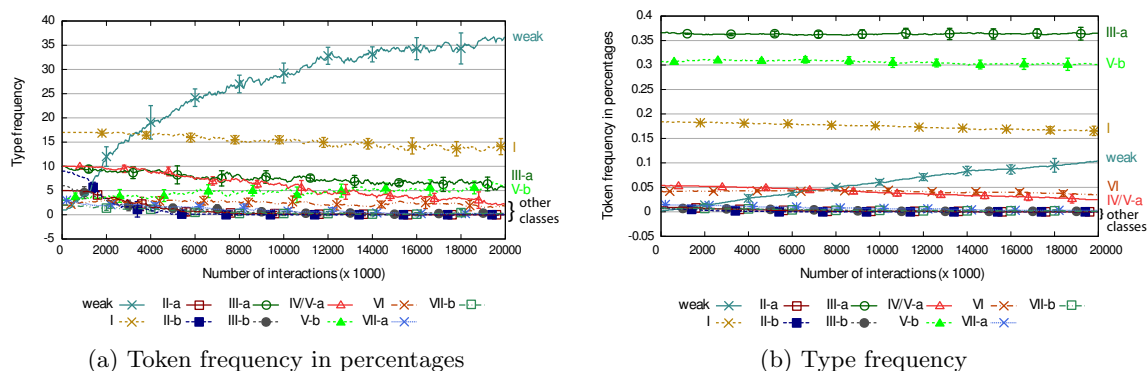 Type frequency
40
35
30
25
20
15
10
5
0
-5
2000 4000 6000 8000 10000 12000 14000 16000 18000 20000
Number of interactions (x 1000)
weak
I
III-a
V-b
other
classes
weak II-a III-a IV/V-a VI VII-b
I II-b III-b V-b VII-a
(a) Token frequency in percentages
Token frequency in percentages
0.4
0.35
0.3
0.25
0.2
0.15
0.1
0.05
0
-0.05
2000 4000 6000 8000 10000 12000 14000 16000 18000 20000
Number of interactions (x 1000)
III-a
V-b
I
weak
VI
IV/V-a
other
classes
weak II-a III-a IV/V-a VI VII-b
I II-b III-b V-b VII-a
(b) Type frequency